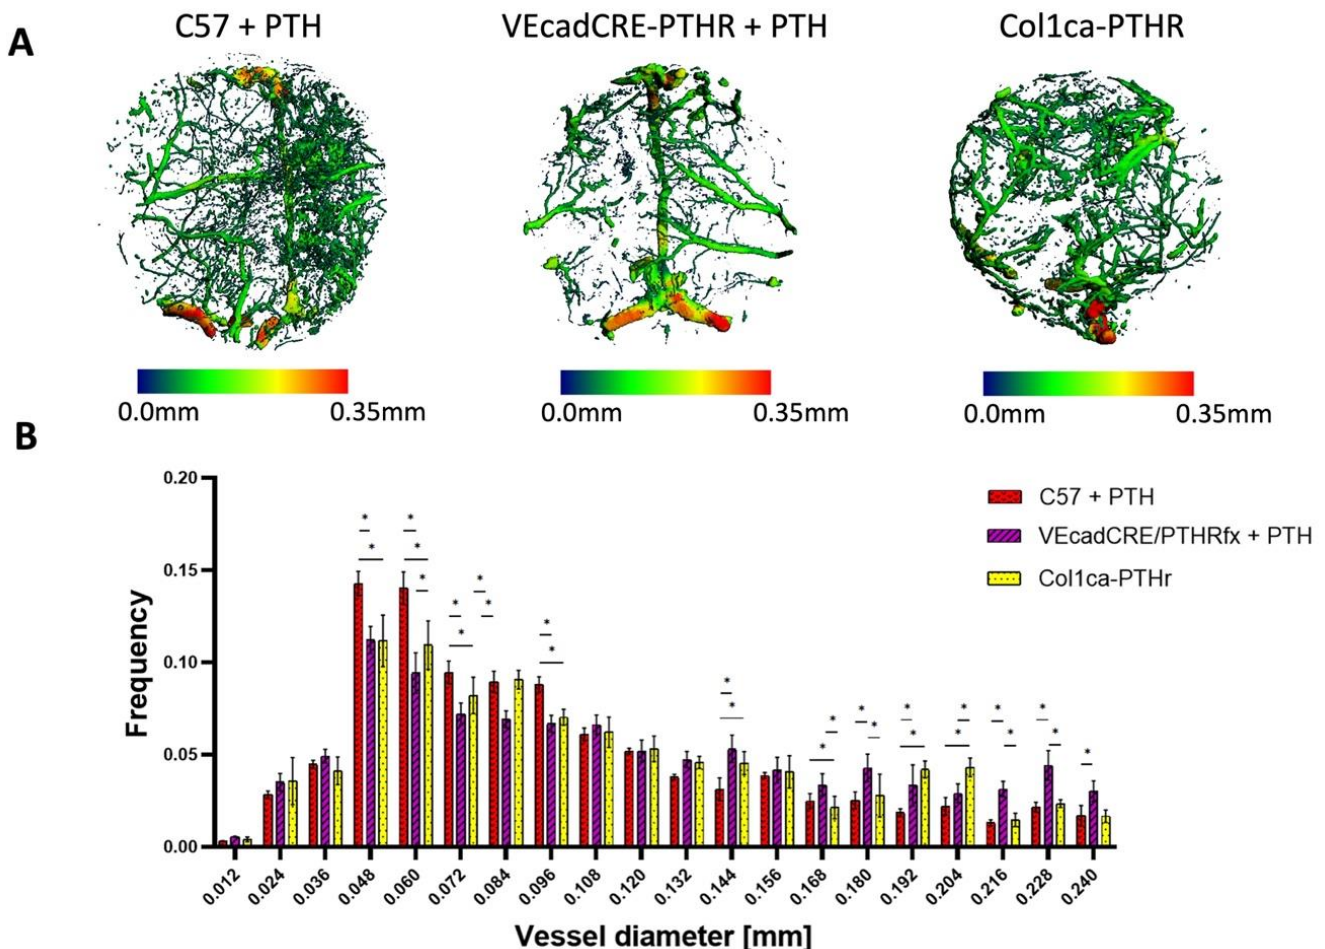 A
C57 + PTH
VEcadCRE-PTHR + PTH
Col1ca-PTHR
0.0mm 0.35mm
0.0mm 0.35mm
0.0mm 0.35mm
B
Frequency
0.20
0.15
0.10
0.05
0.00
* * * * * * * * * * * * * * * * * * * * * * * * * *
C57 + PTH
VEcadCRE/PTHRfx + PTH
Col1ca-PTHr
0.012 0.024 0.036 0.048 0.060 0.072 0.084 0.096 0.108 0.120 0.132 0.144 0.156 0.168 0.180 0.192 0.204 0.216 0.228 0.240
Vessel diameter [mm]